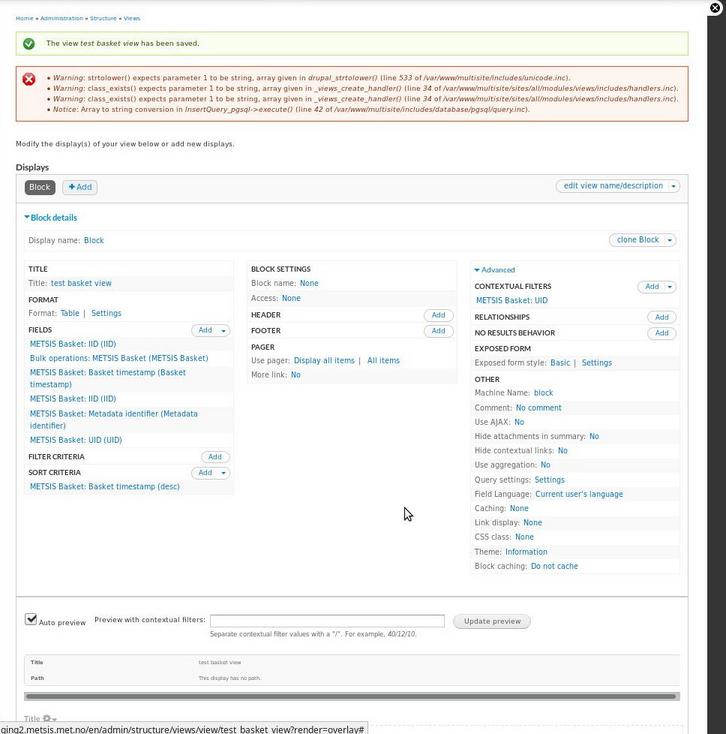 Home » Administration » Structure » Views
The view test basket view has been saved.
• Warning: strtolower() expects parameter 1 to be string, array given in drupal_strtolower() (line 533 of /var/www/multisite/includes/unicode.inc).
• Warning: class_exists() expects parameter 1 to be string, array given in _views_create_handler() (line 34 of /var/www/multisite/sites/all/modules/views/includes/handlers.inc).
• Warning: class_exists() expects parameter 1 to be string, array given in _views_create_handler() (line 34 of /var/www/multisite/sites/all/modules/views/includes/handlers.inc).
• Notice: Array to string conversion in InsertQuery_pgsql->execute() (line 42 of /var/www/multisite/includes/database/pgsql/query.inc).
Modify the display(s) of your view below or add new displays.
Displays
Block
Add
edit view name/description
Block details
Display name: Block
clone Block
TITLE
Title: test basket view
FORMAT
Format: Table | Settings
FIELDS
Add
METSIS Basket: IID (IID)
Bulk operations: METSIS Basket (METSIS Basket)
METSIS Basket: Basket timestamp (Basket
timestamp)
METSIS Basket: IID (IID)
METSIS Basket: Metadata identifier (Metadata
identifier)
METSIS Basket: UID (UID)
FILTER CRITERIA
Add
SORT CRITERIA
Add
METSIS Basket: Basket timestamp (desc)
BLOCK SETTINGS
Block name: None
Access: None
HEADER
Add
FOOTER
Add
PAGER
Use pager: Display all items | All items
More link: No
Advanced
CONTEXTUAL FILTERS
Add
METSIS Basket: UID
RELATIONSHIPS
Add
NO RESULTS BEHAVIOR
Add
EXPOSED FORM
Exposed form style: Basic | Settings
OTHER
Machine Name: block
Comment: No comment
Use AJAX: No
Hide attachments in summary: No
Hide contextual links: No
Use aggregation: No
Query settings: Settings
Field Language: Current user's language
Caching: None
Link display: None
CSS class: None
Theme: Information
Block caching: Do not cache
Auto preview
Preview with contextual filters:
Update preview
Separate contextual filter values with a "/". For example, 40/12/10.
Title test basket view
Path This display has no path.
Title
ging2.metsis.met.no/en/admin/structure/views/view/test_basket_view?render=overlay#